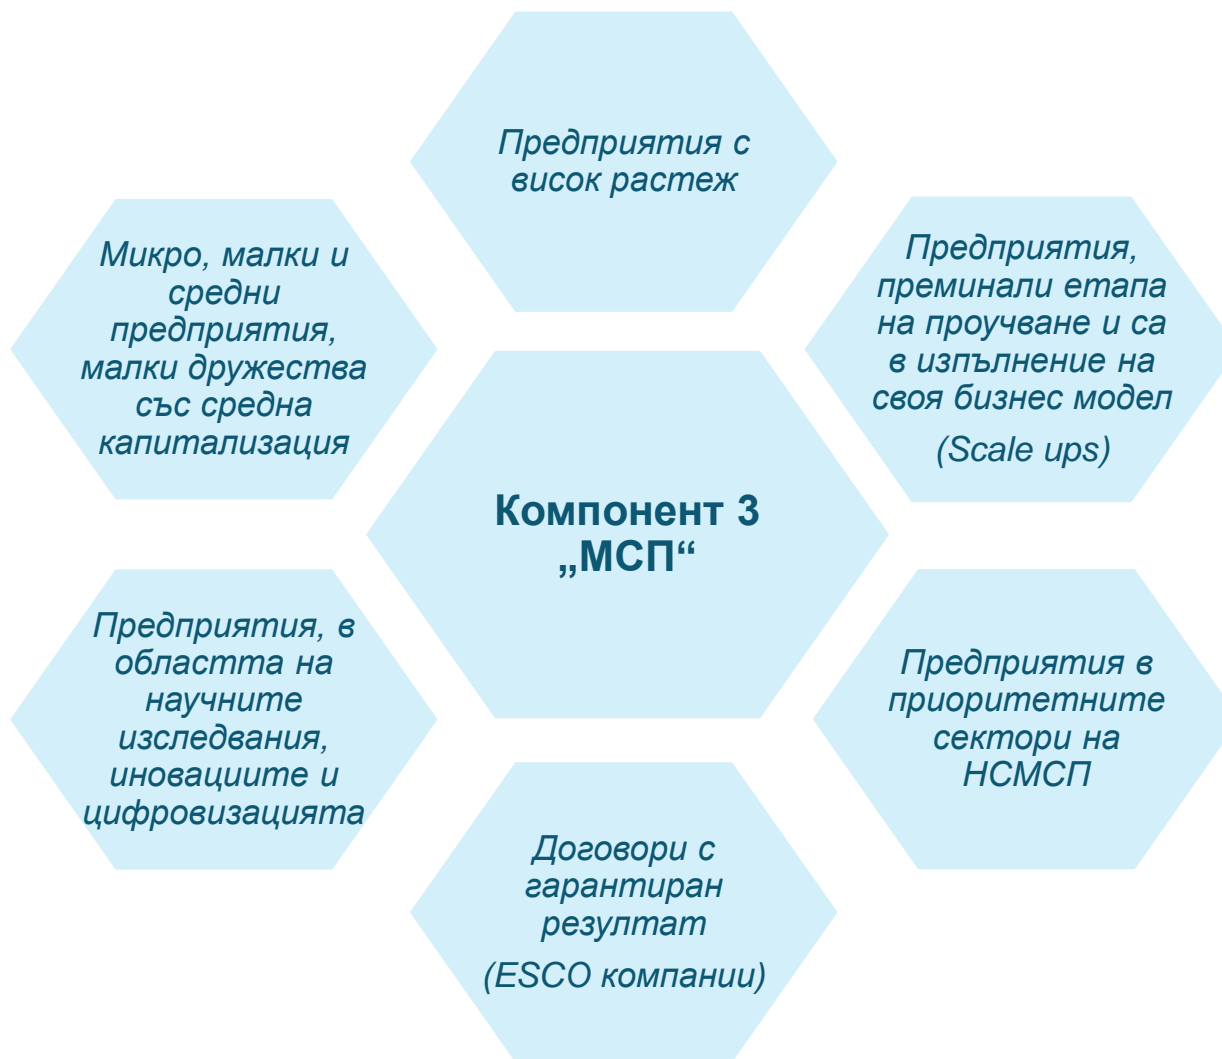 Предприятия с
висок растеж
Микро, малки и
средни
предприятия,
малки дружества
със средна
капитализация
Предприятия,
преминали етапа
на проучване и са
в изпълнение на
своя бизнес модел
(Scale ups)
Компонент 3
„МСП“
Предприятия, в
областта на
научните
изследвания,
иновациите и
цифровизацията
Предприятия в
приоритетните
сектори на
НСМСП
Договори с
гарантиран
резултат
(ESCO компании)